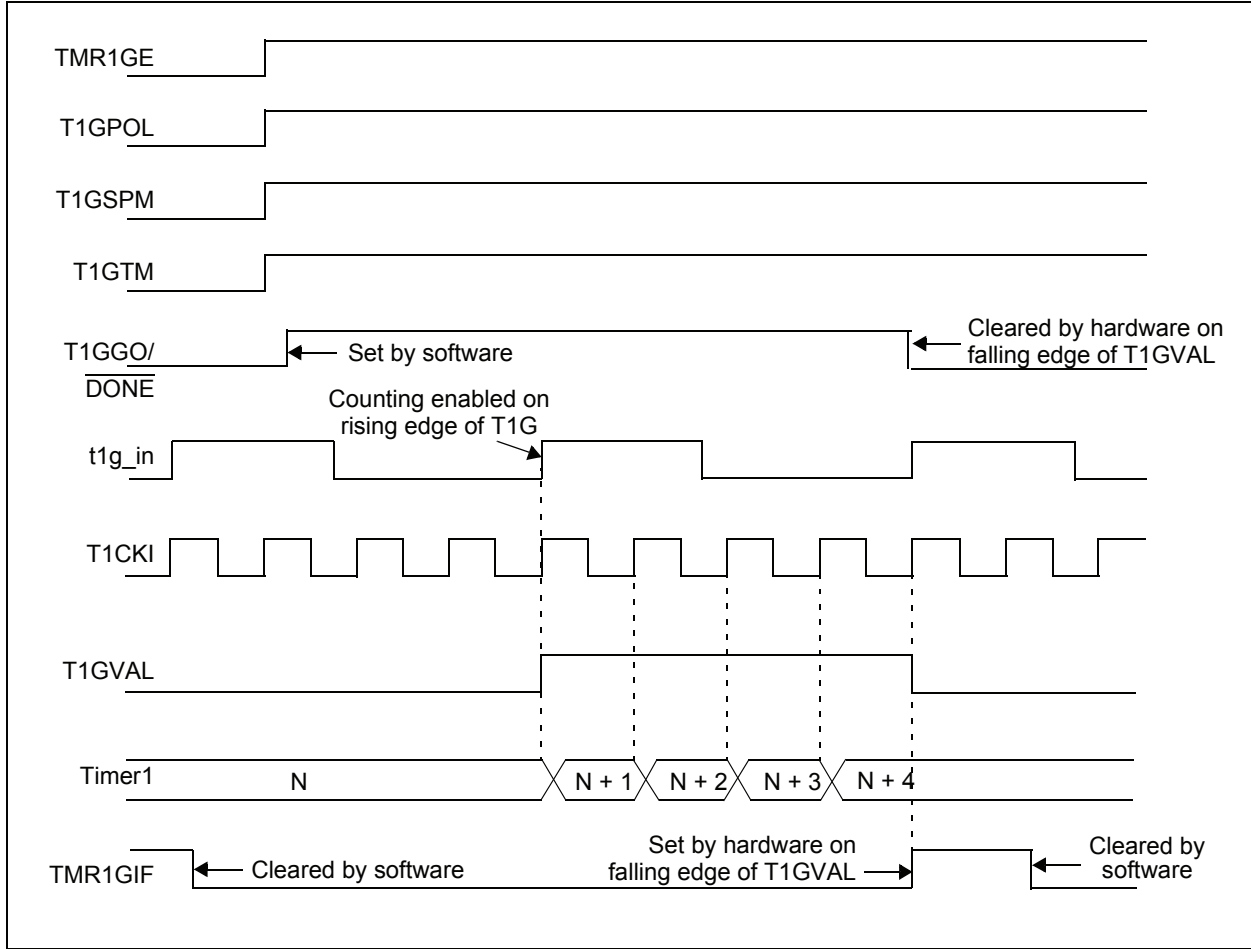 TMR1GE
T1GPOL
T1GSPM
T1GTM
T1GGO/
DONE
Set by software
Cleared by hardware on
falling edge of T1GVAL
Counting enabled on
rising edge of T1G
t1g_in
T1CKI
T1GVAL
Timer1
N
N + 1
N + 2
N + 3
N + 4
TMR1GIF
Cleared by software
Set by hardware on
falling edge of T1GVAL
Cleared by
software